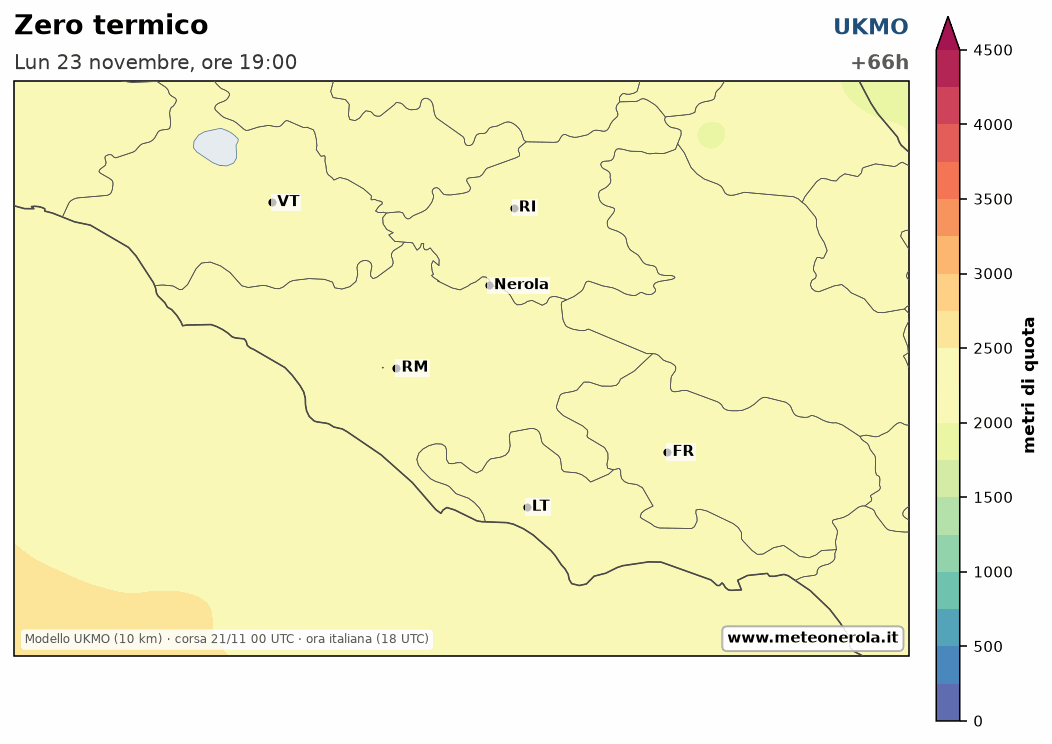 Zero termico
UKMO
Lun 23 novembre, ore 19:00
+66h
VT
RI
Nerola
RM
FR
LT
Modello UKMO (10 km) · corsa 21/11 00 UTC · ora italiana (18 UTC)
www.meteonerola.it
4500
4000
3500
3000
2500
2000
1500
1000
500
0
metri di quota